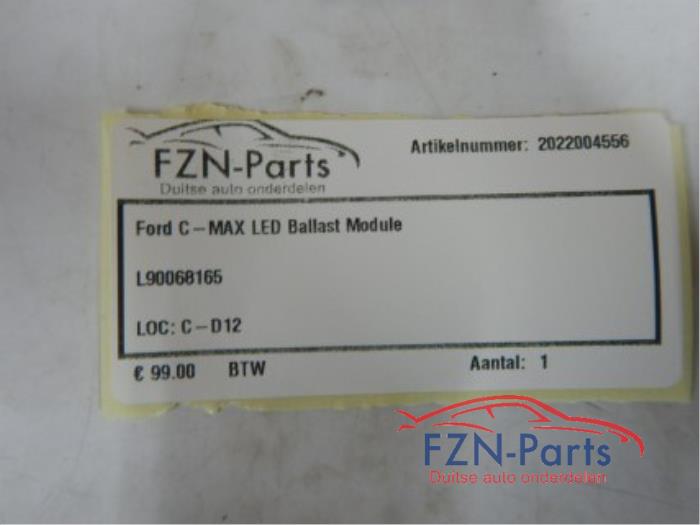 FZN-Parts
Duitse auto onderdelen
Artikelnummer: 2022004556
Ford C-MAX LED Ballast Module
L90068165
LOC: C-D12
€ 99.00 BTW Aantal: 1
FZN-Parts
Duitse auto onderdelen